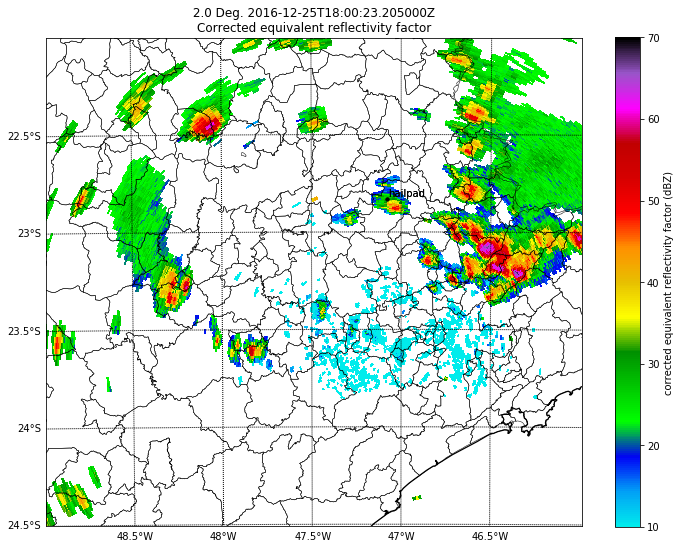 2.0 Deg. 2016-12-25T18:00:23.205000Z
Corrected equivalent reflectivity factor
70
60
50
40
30
20
10
corrected equivalent reflectivity factor (dBZ)
22.5°S
23°S
23.5°S
24°S
24.5°S
hailpad
48.5°W
48°W
47.5°W
47°W
46.5°W